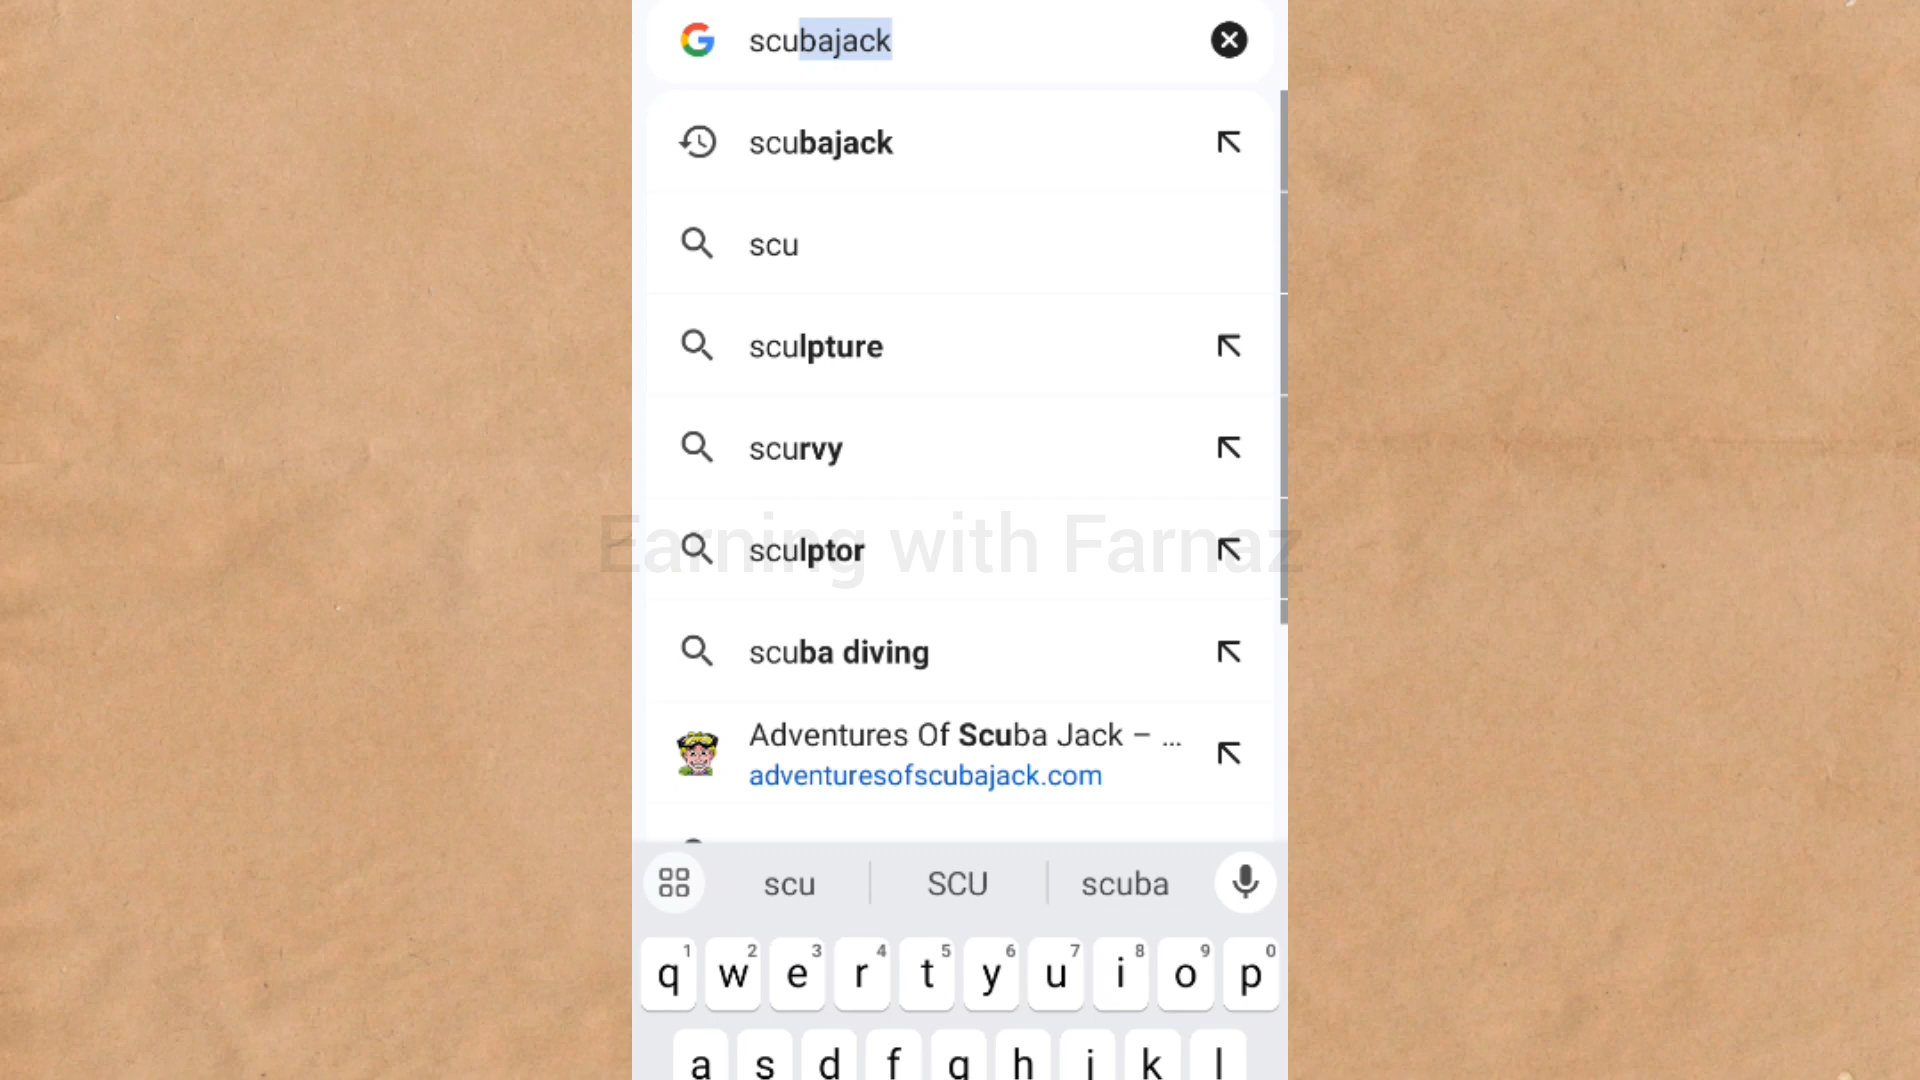 scubajack
scubajack
scu
sculpture
scurvy
sculptor
Earning with Farnaz
scuba diving
Adventures Of Scuba Jack – ...
adventuresofscubajack.com
scu SCU scuba
1 2 3 4 5 6 7 8 9 0
q w e r t y u i o p
a s d f g h j k l